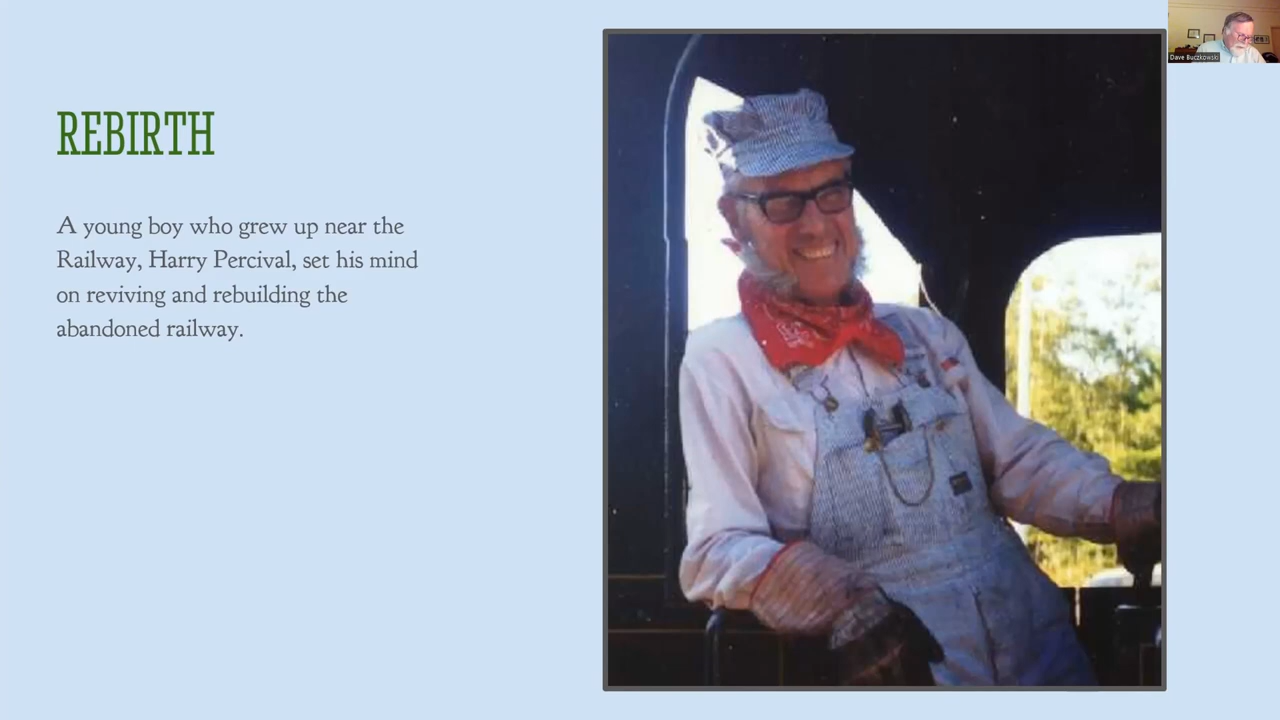 REBIRTH
A young boy who grew up near the
Railway, Harry Percival, set his mind
on reviving and rebuilding the
abandoned railway.
Dave Buczkowski